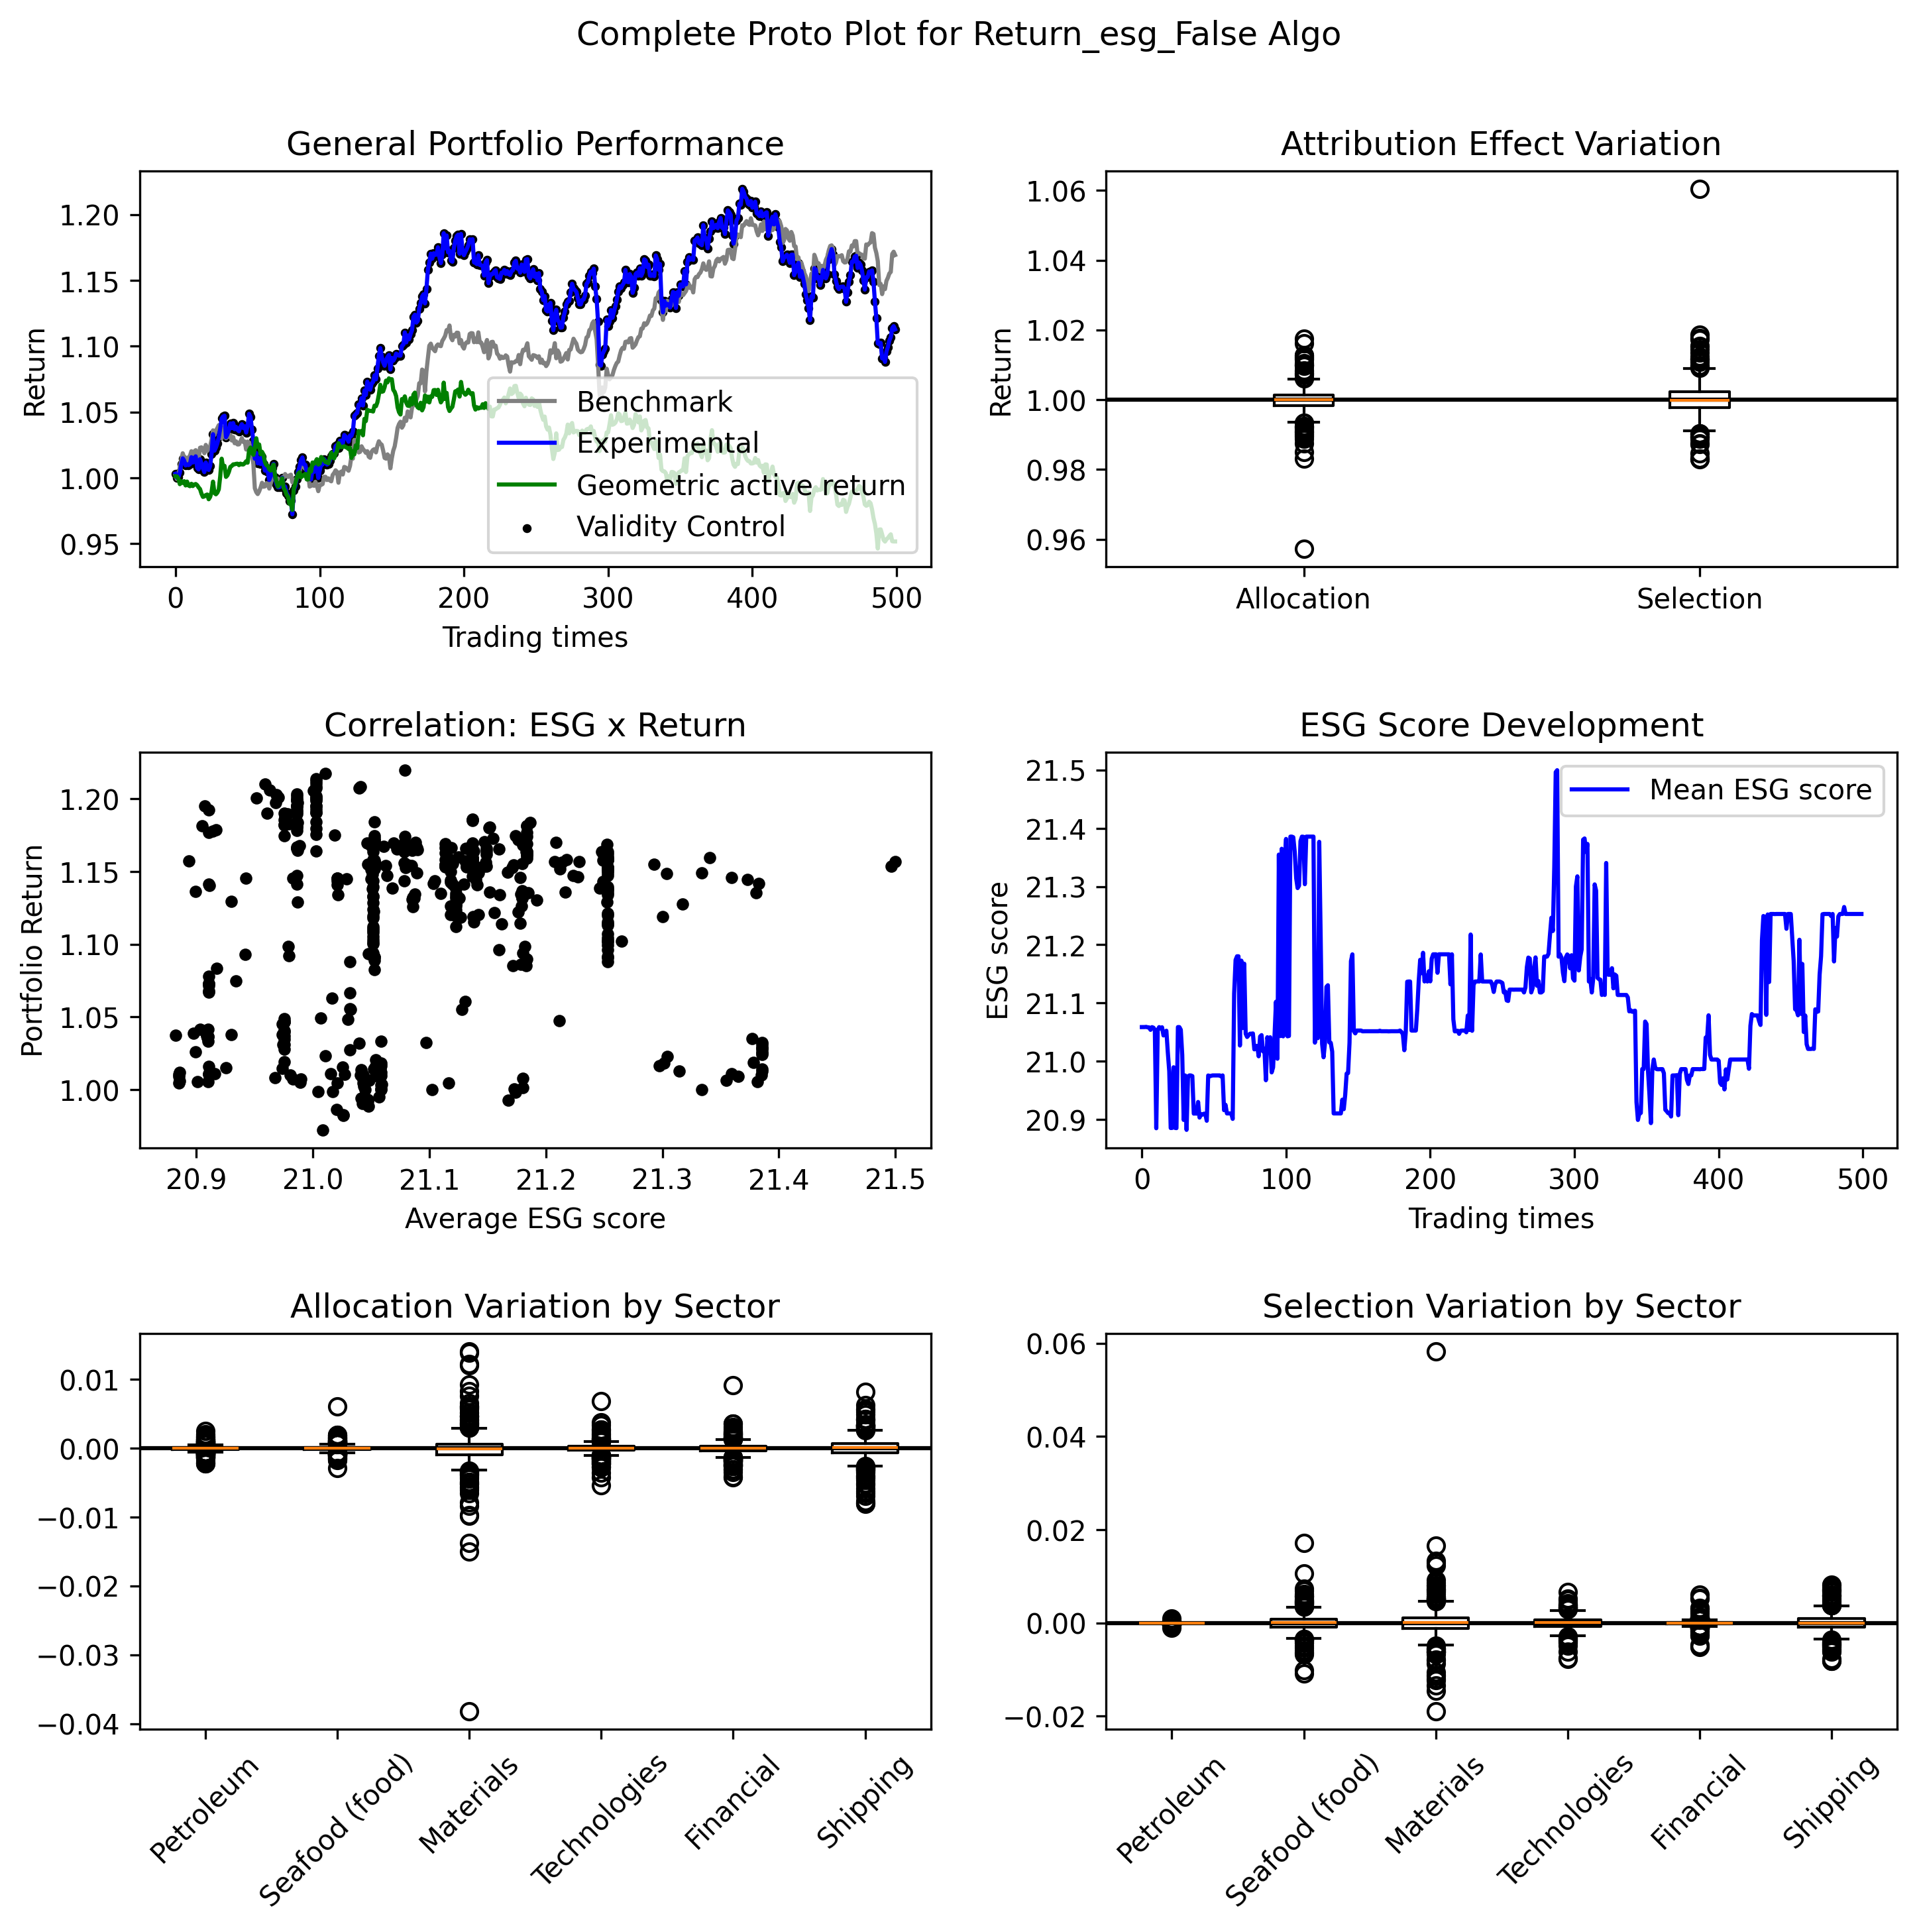 Complete Proto Plot for Return_esg_False Algo
General Portfolio Performance
Return
1.20
1.15
1.10
1.05
1.00
0.95
Benchmark
Experimental
Geometric active return
Validity Control
0 100 200 300 400 500
Trading times
Attribution Effect Variation
Return
1.06
1.04
1.02
1.00
0.98
0.96
Allocation Selection
Correlation: ESG x Return
Portfolio Return
1.20
1.15
1.10
1.05
1.00
20.9 21.0 21.1 21.2 21.3 21.4 21.5
Average ESG score
ESG Score Development
ESG score
21.5
21.4
21.3
21.2
21.1
21.0
20.9
Mean ESG score
0 100 200 300 400 500
Trading times
Allocation Variation by Sector
0.01
0.00
−0.01
−0.02
−0.03
−0.04
Petroleum
Seafood (food)
Materials
Technologies
Financial
Shipping
Selection Variation by Sector
0.06
0.04
0.02
0.00
−0.02
Petroleum
Seafood (food)
Materials
Technologies
Financial
Shipping